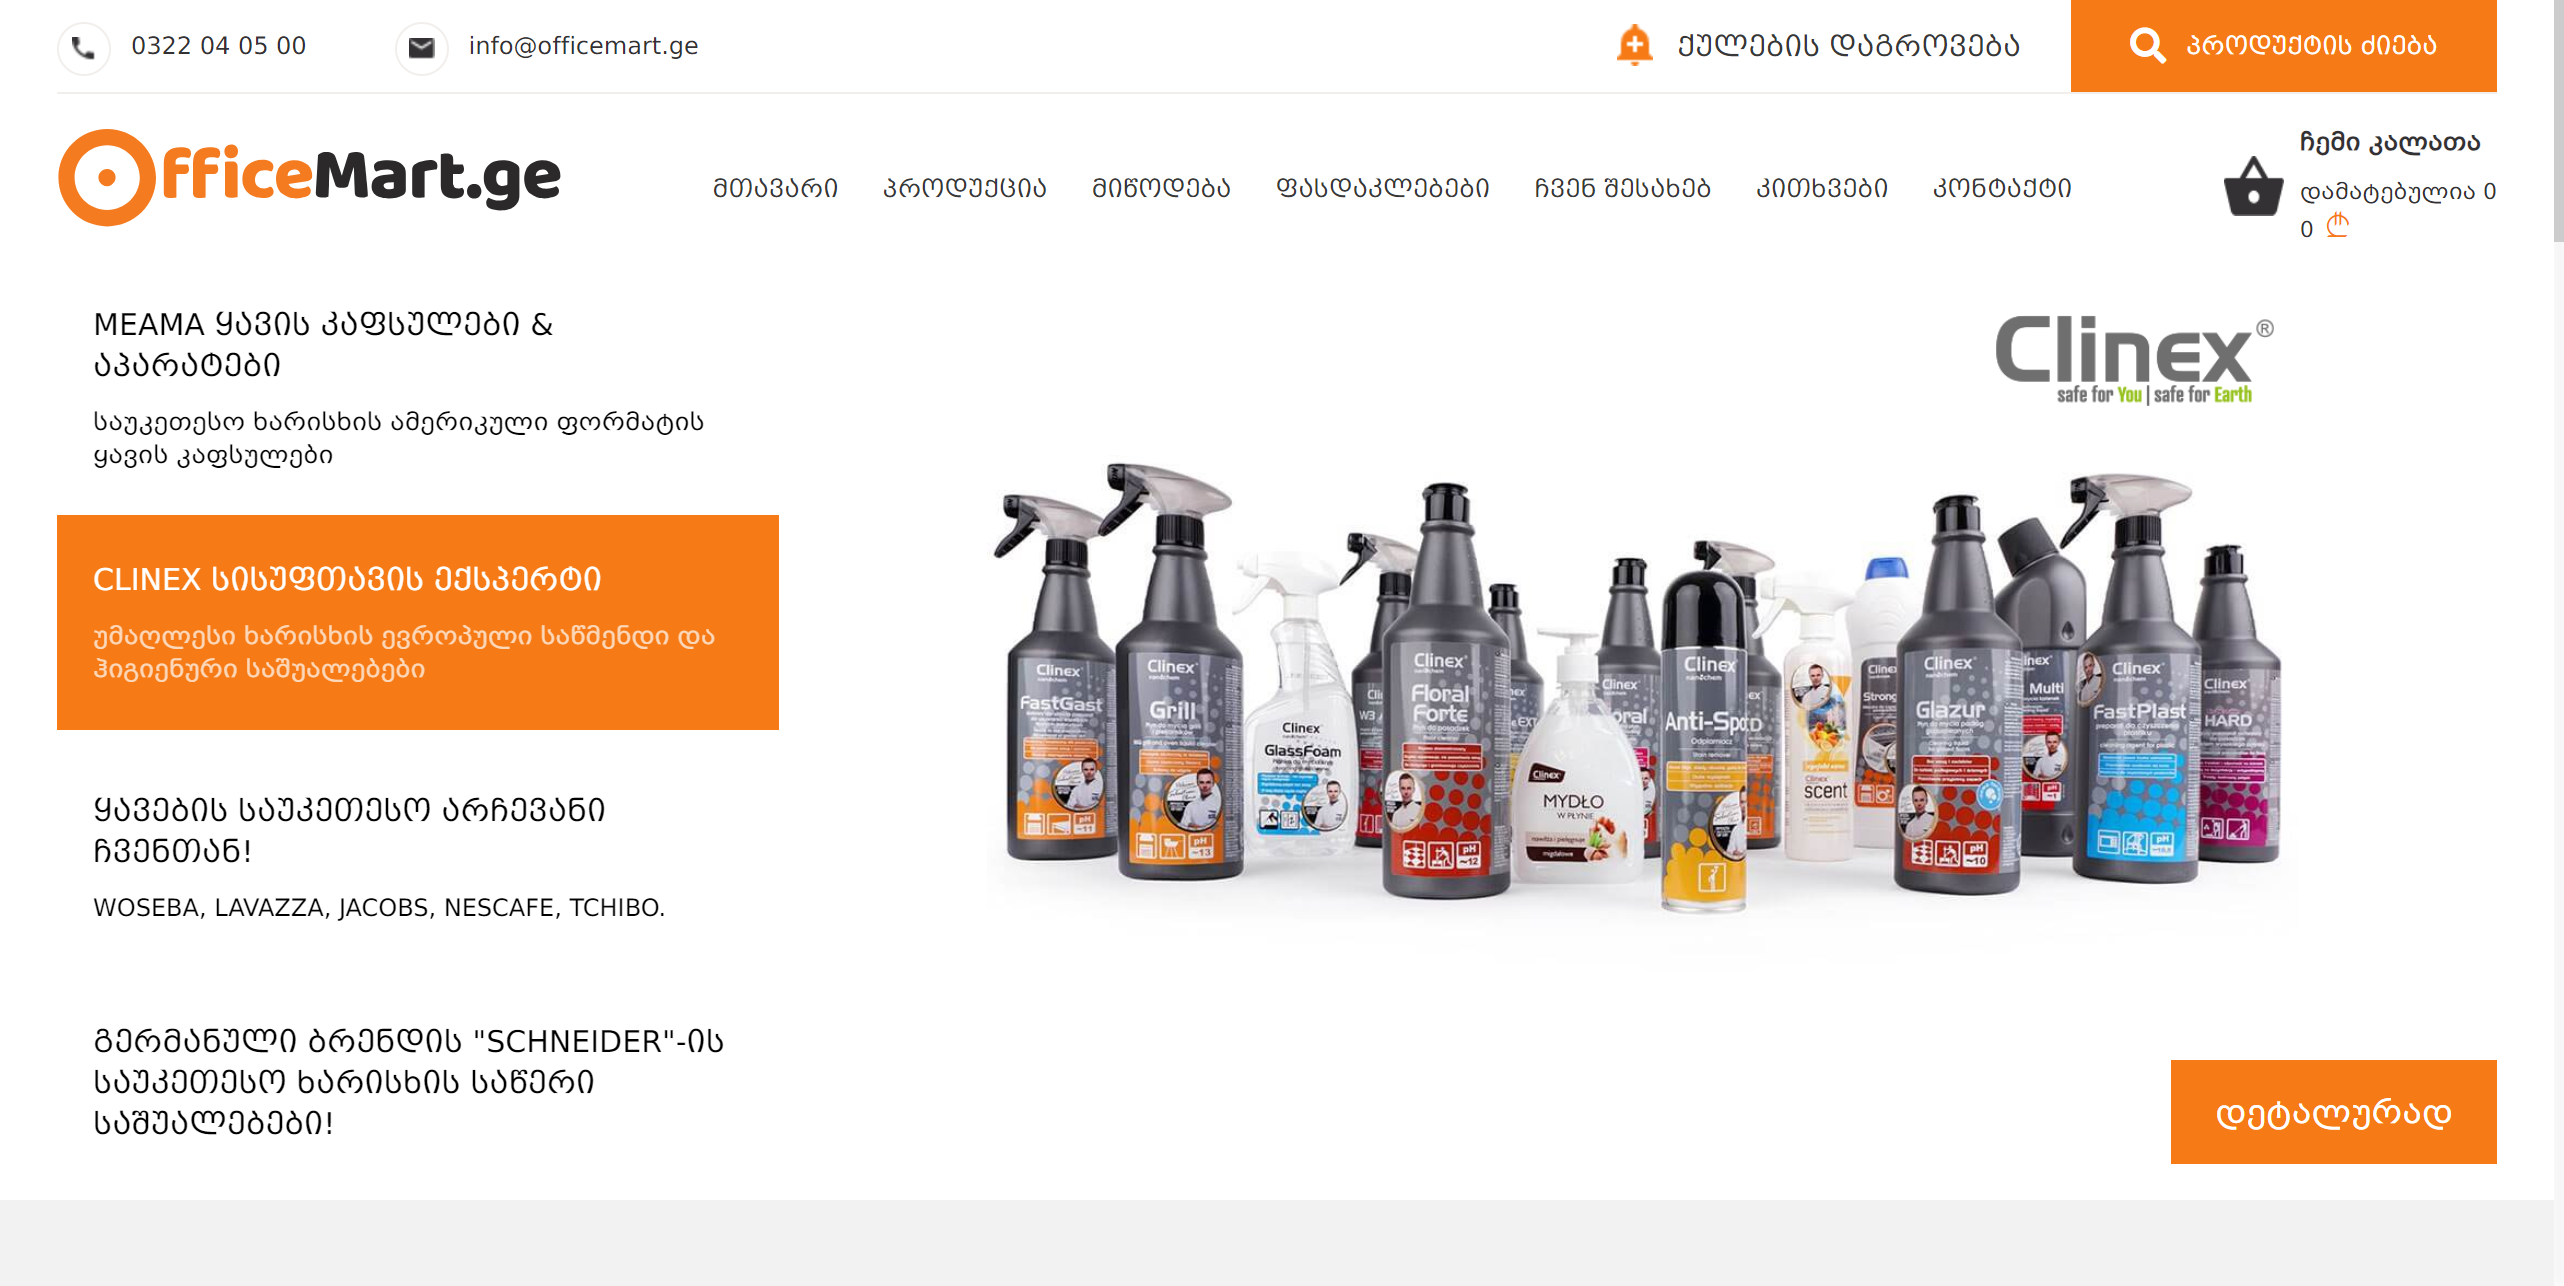 0322 04 05 00
info@officemart.ge
ქულების დაგროვება
პროდუქტის ძიება
OfficeMart.ge
მთავარი
პროდუქცია
მიწოდება
ფასდაკლებები
ჩვენ შესახებ
კითხვები
კონტაქტი
ჩემი კალათა
დამატებულია 0
0 ₾
MEAMA ყავის კაფსულები &
აპარატები
საუკეთესო ხარისხის ამერიკული ფორმატის
ყავის კაფსულები
CLINEX სისუფთავის ექსპერტი
უმაღლესი ხარისხის ევროპული საწმენდი და
ჰიგიენური საშუალებები
ყავების საუკეთესო არჩევანი
ჩვენთან!
WOSEBA, LAVAZZA, JACOBS, NESCAFE, TCHIBO.
გერმანული ბრენდის "SCHNEIDER"-ის
საუკეთესო ხარისხის საწერი
საშუალებები!
Clinex®
safe for You | safe for Earth
Clinex
FastGast
Clinex
Grill
Clinex
GlassFoam
Clinex
Floral
Forte
Clinex
MYDŁO
W PŁYNIE
Clinex
Anti-Spot
Clinex
scent
Clinex
Glazur
Multi
Clinex
FastPlast
Clinex
HARD
დეტალურად